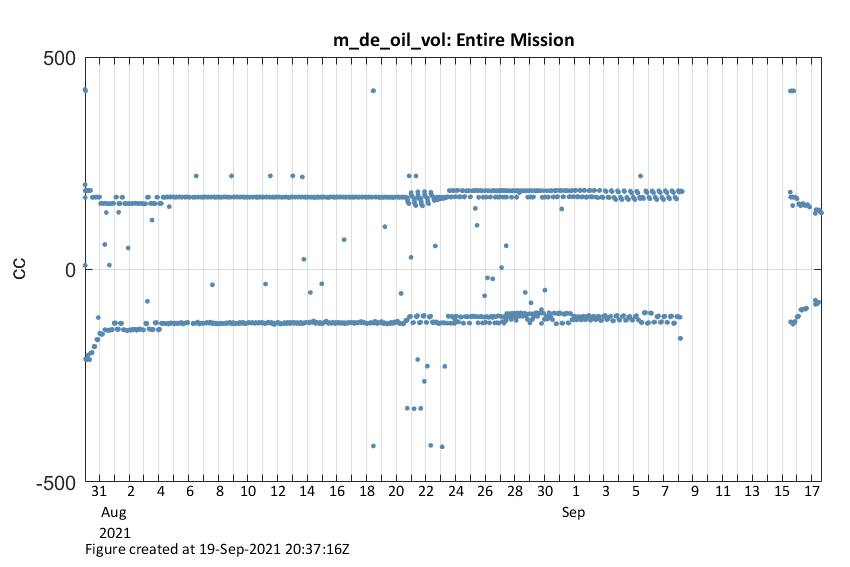 m_de_oil_vol: Entire Mission
500
0
-500
CC
31 2 4 6 8 10 12 14 16 18 20 22 24 26 28 30 1 3 5 7 9 11 13 15 17
Aug Sep
2021
Figure created at 19-Sep-2021 20:37:16Z